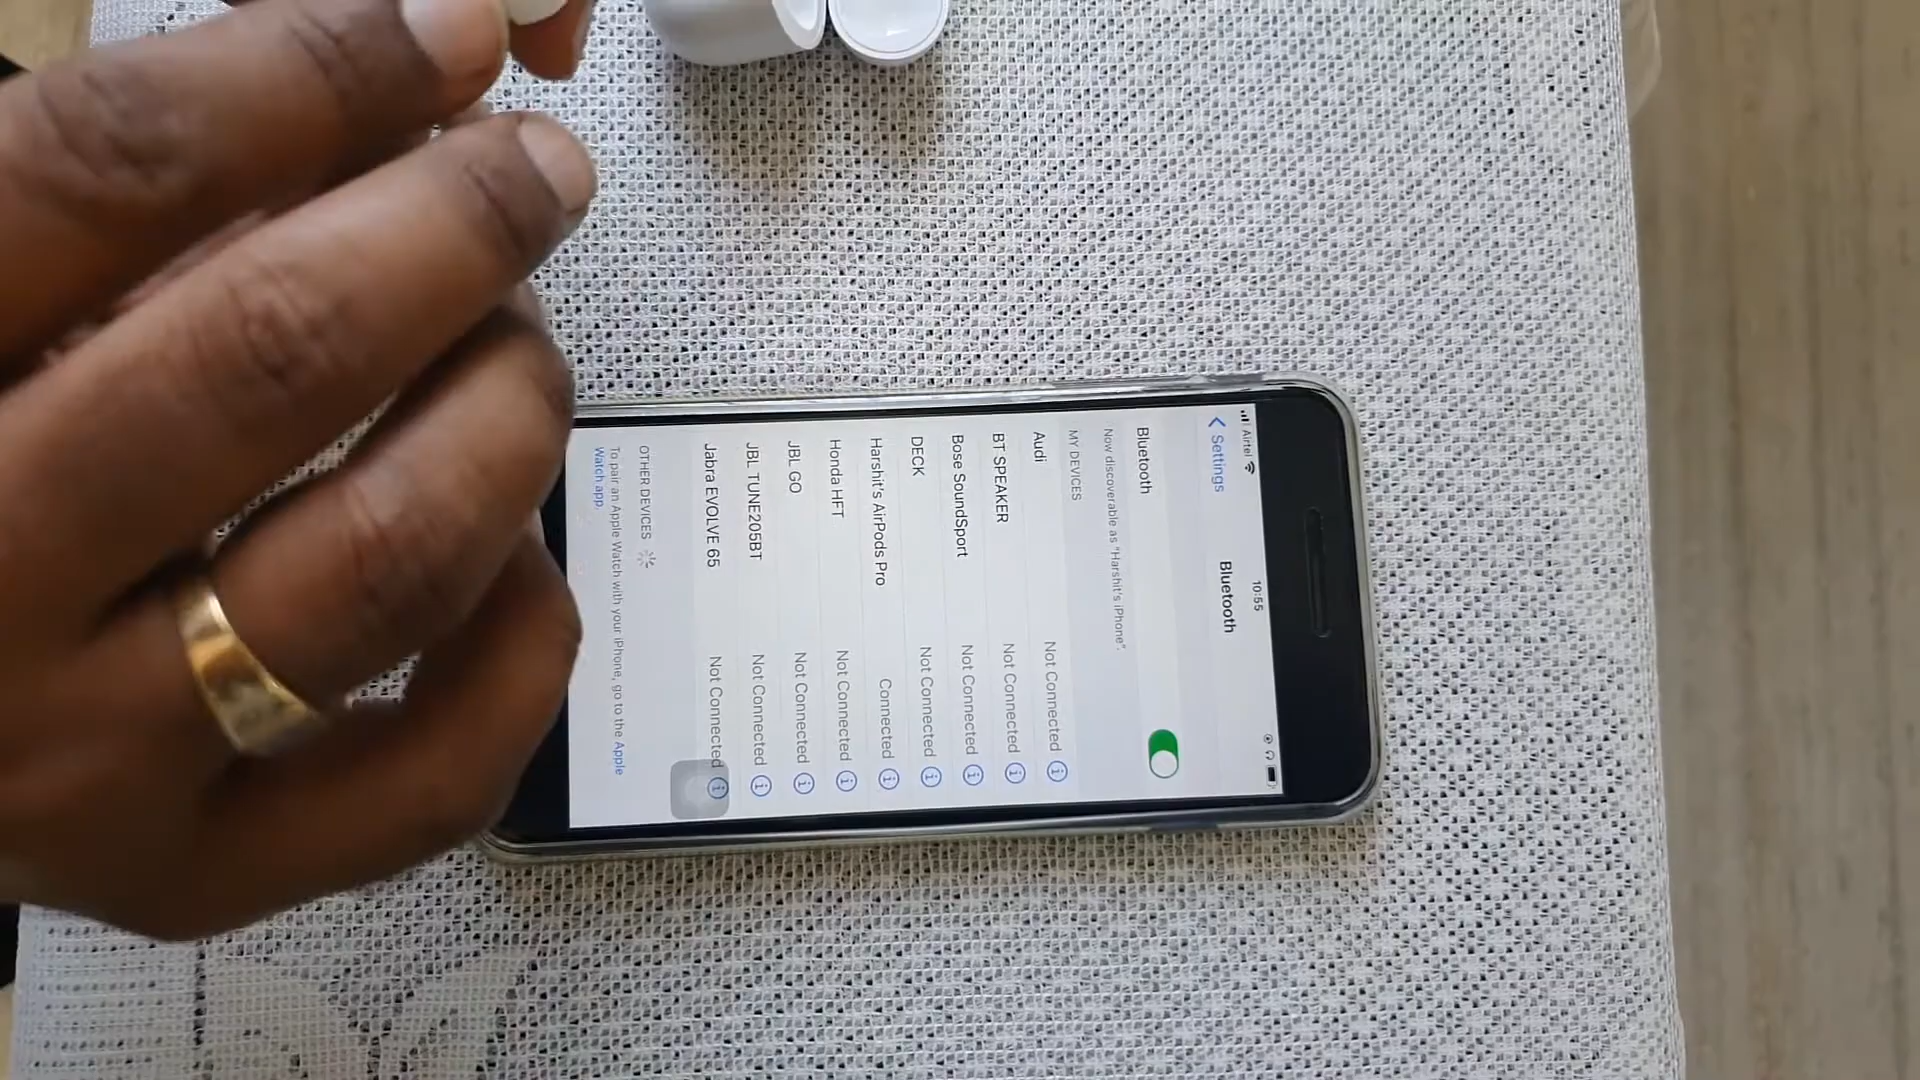 Airtel 10:55
Settings Bluetooth
Bluetooth
Now discoverable as "Harshit's iPhone".
MY DEVICES
Audi Not Connected
BT SPEAKER Not Connected
Bose SoundSport Not Connected
DECK Not Connected
Harshit's AirPods Pro Connected
Honda HFT Not Connected
JBL GO Not Connected
JBL TUNE205BT Not Connected
Jabra EVOLVE 65 Not Connected
OTHER DEVICES
To pair an Apple Watch with your iPhone, go to the Apple
Watch app.